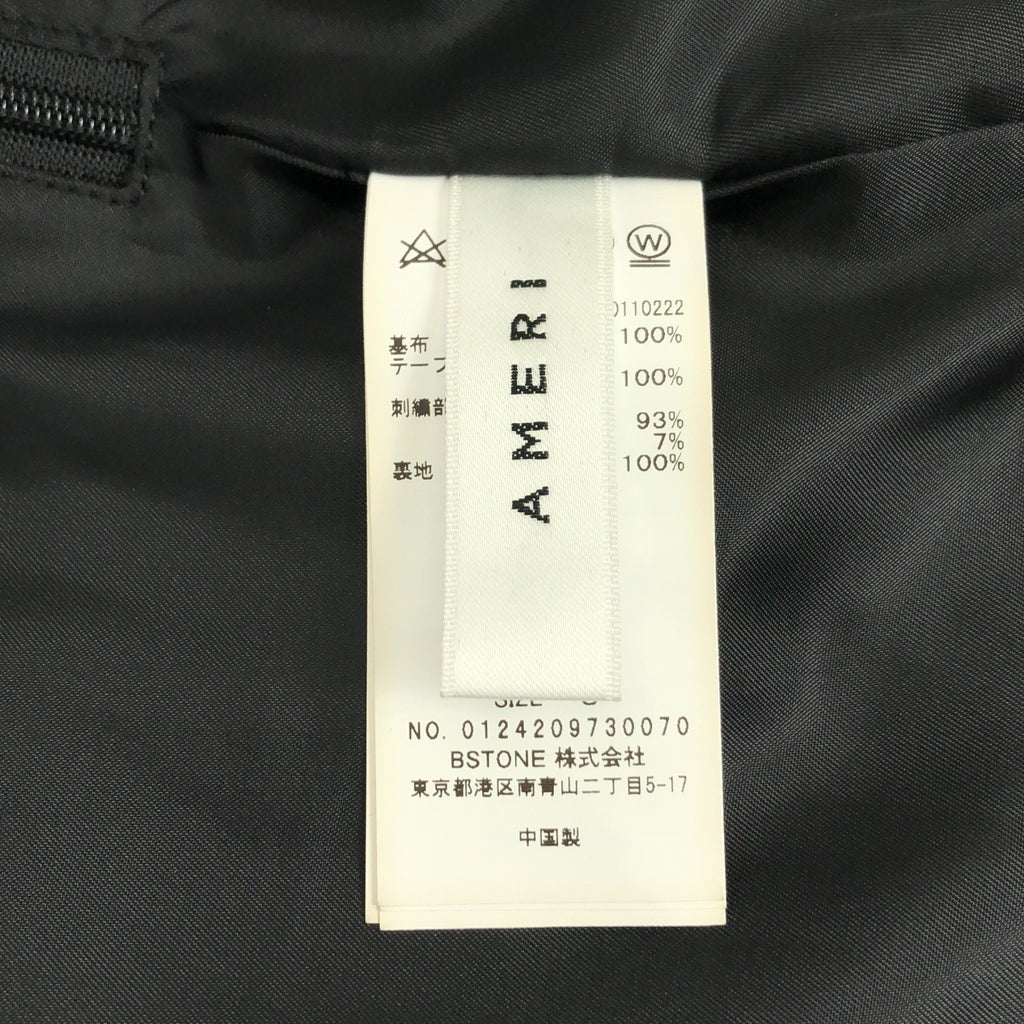 AMERI
W
0110222
基布 100%
テープ
100%
刺繍部 93%
7%
裏地 100%
SIZE
NO. 0124209730070
BSTONE 株式会社
東京都港区南青山二丁目5-17
中国製